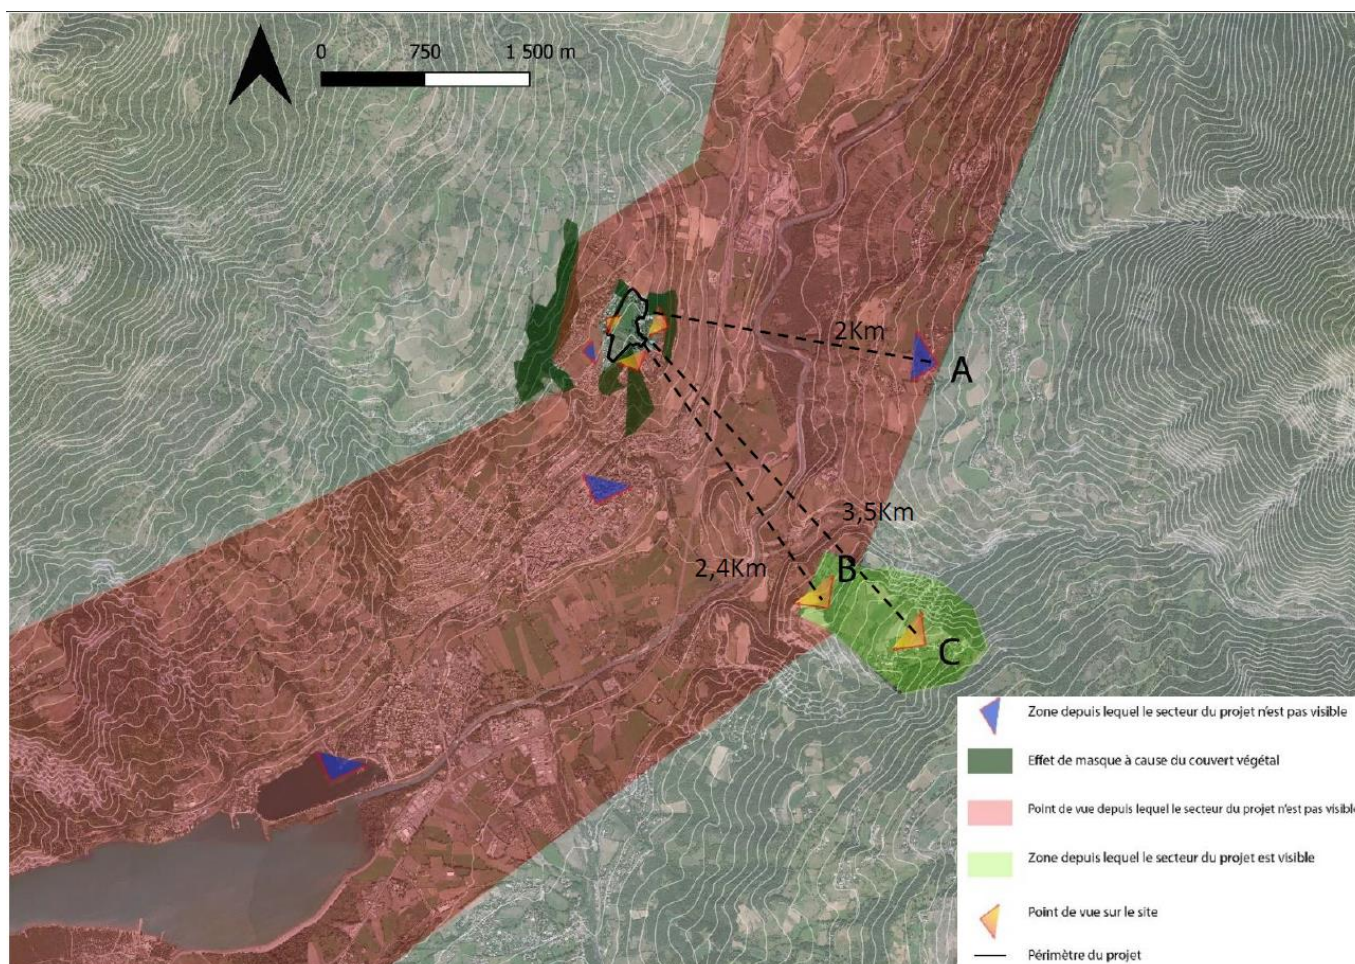 0 750 1 500 m
2Km
A
3,5Km
2,4Km
B
C
Zone depuis lequel le secteur du projet n'est pas visible
Effet de masque à cause du couvert végétal
Point de vue depuis lequel le secteur du projet n'est pas visible
Zone depuis lequel le secteur du projet est visible
Point de vue sur le site
Périmètre du projet